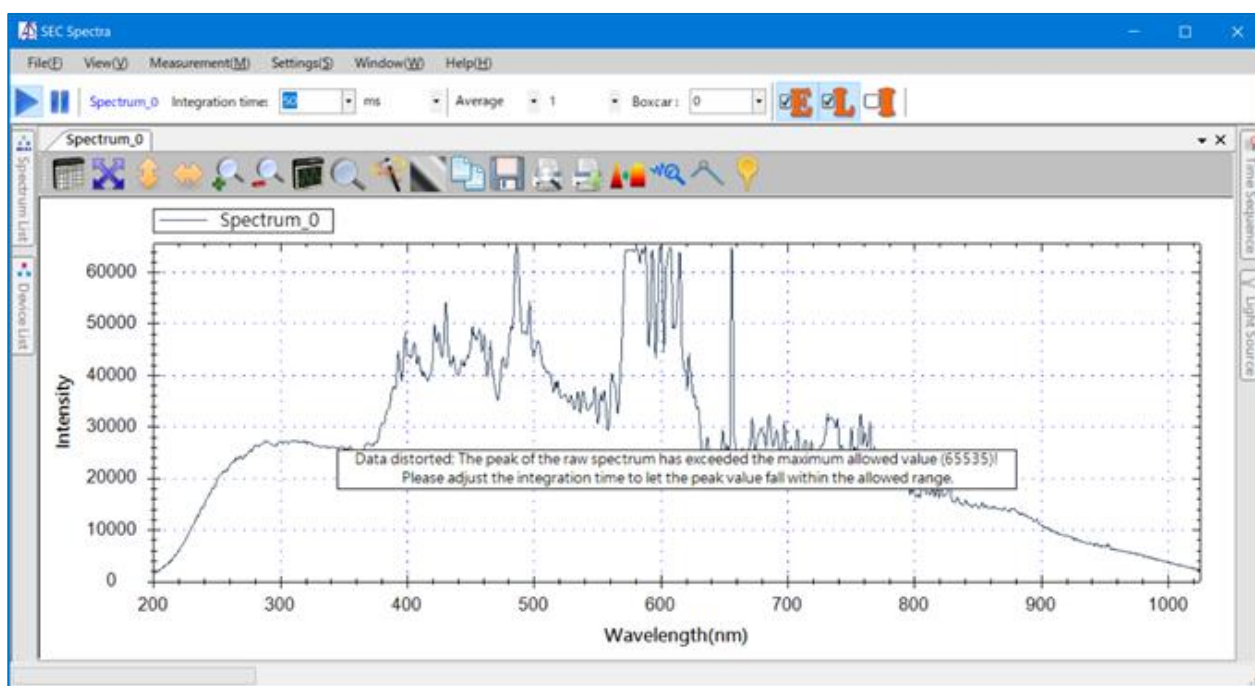 SEC Spectra
File(F) View(V) Measurement(M) Settings(S) Window(W) Help(H)
Spectrum_0 Integration time: 50 ms Average 1 Boxcar: 0 E L I
Spectrum_0
Spectrum List
Device List
Time Sequence
Light Source
Spectrum_0
60000
50000
40000
30000
20000
10000
0
Intensity
Data distorted: The peak of the raw spectrum has exceeded the maximum allowed value (65535)!
Please adjust the integration time to let the peak value fall within the allowed range.
200 300 400 500 600 700 800 900 1000
Wavelength(nm)